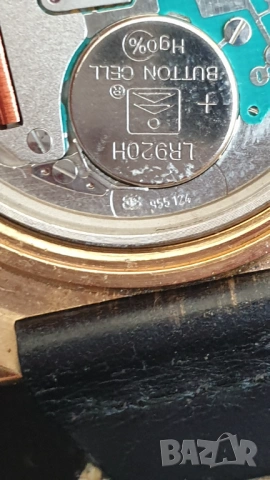 LR920H
+
®
BUTTON CELL
Hg0%
955.124
BAZAR